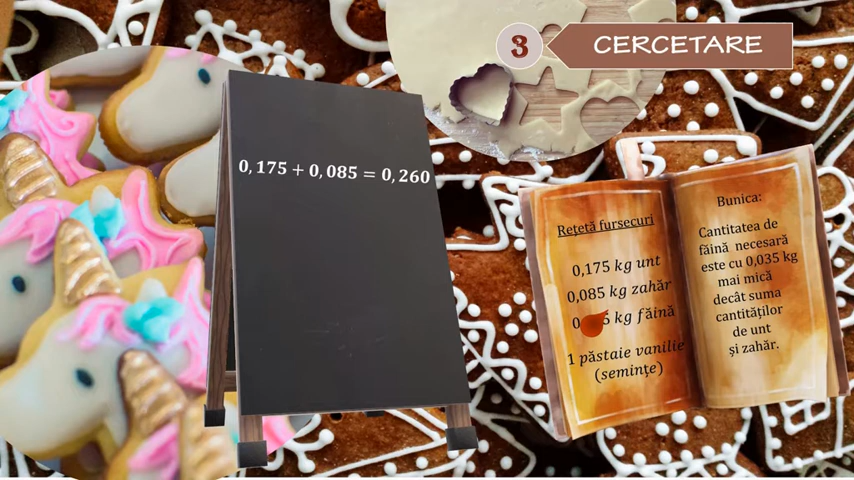 3 CERCETARE
0,175 + 0,085 = 0,260
Rețetă fursecuri
0,175 kg unt
0,085 kg zahăr
kg făină
1 păstaie vanilie
(semințe)
Bunica:
Cantitatea de
făină necesară
este cu 0,035 kg
mai mică
decât suma
cantităților
de unt
și zahăr.